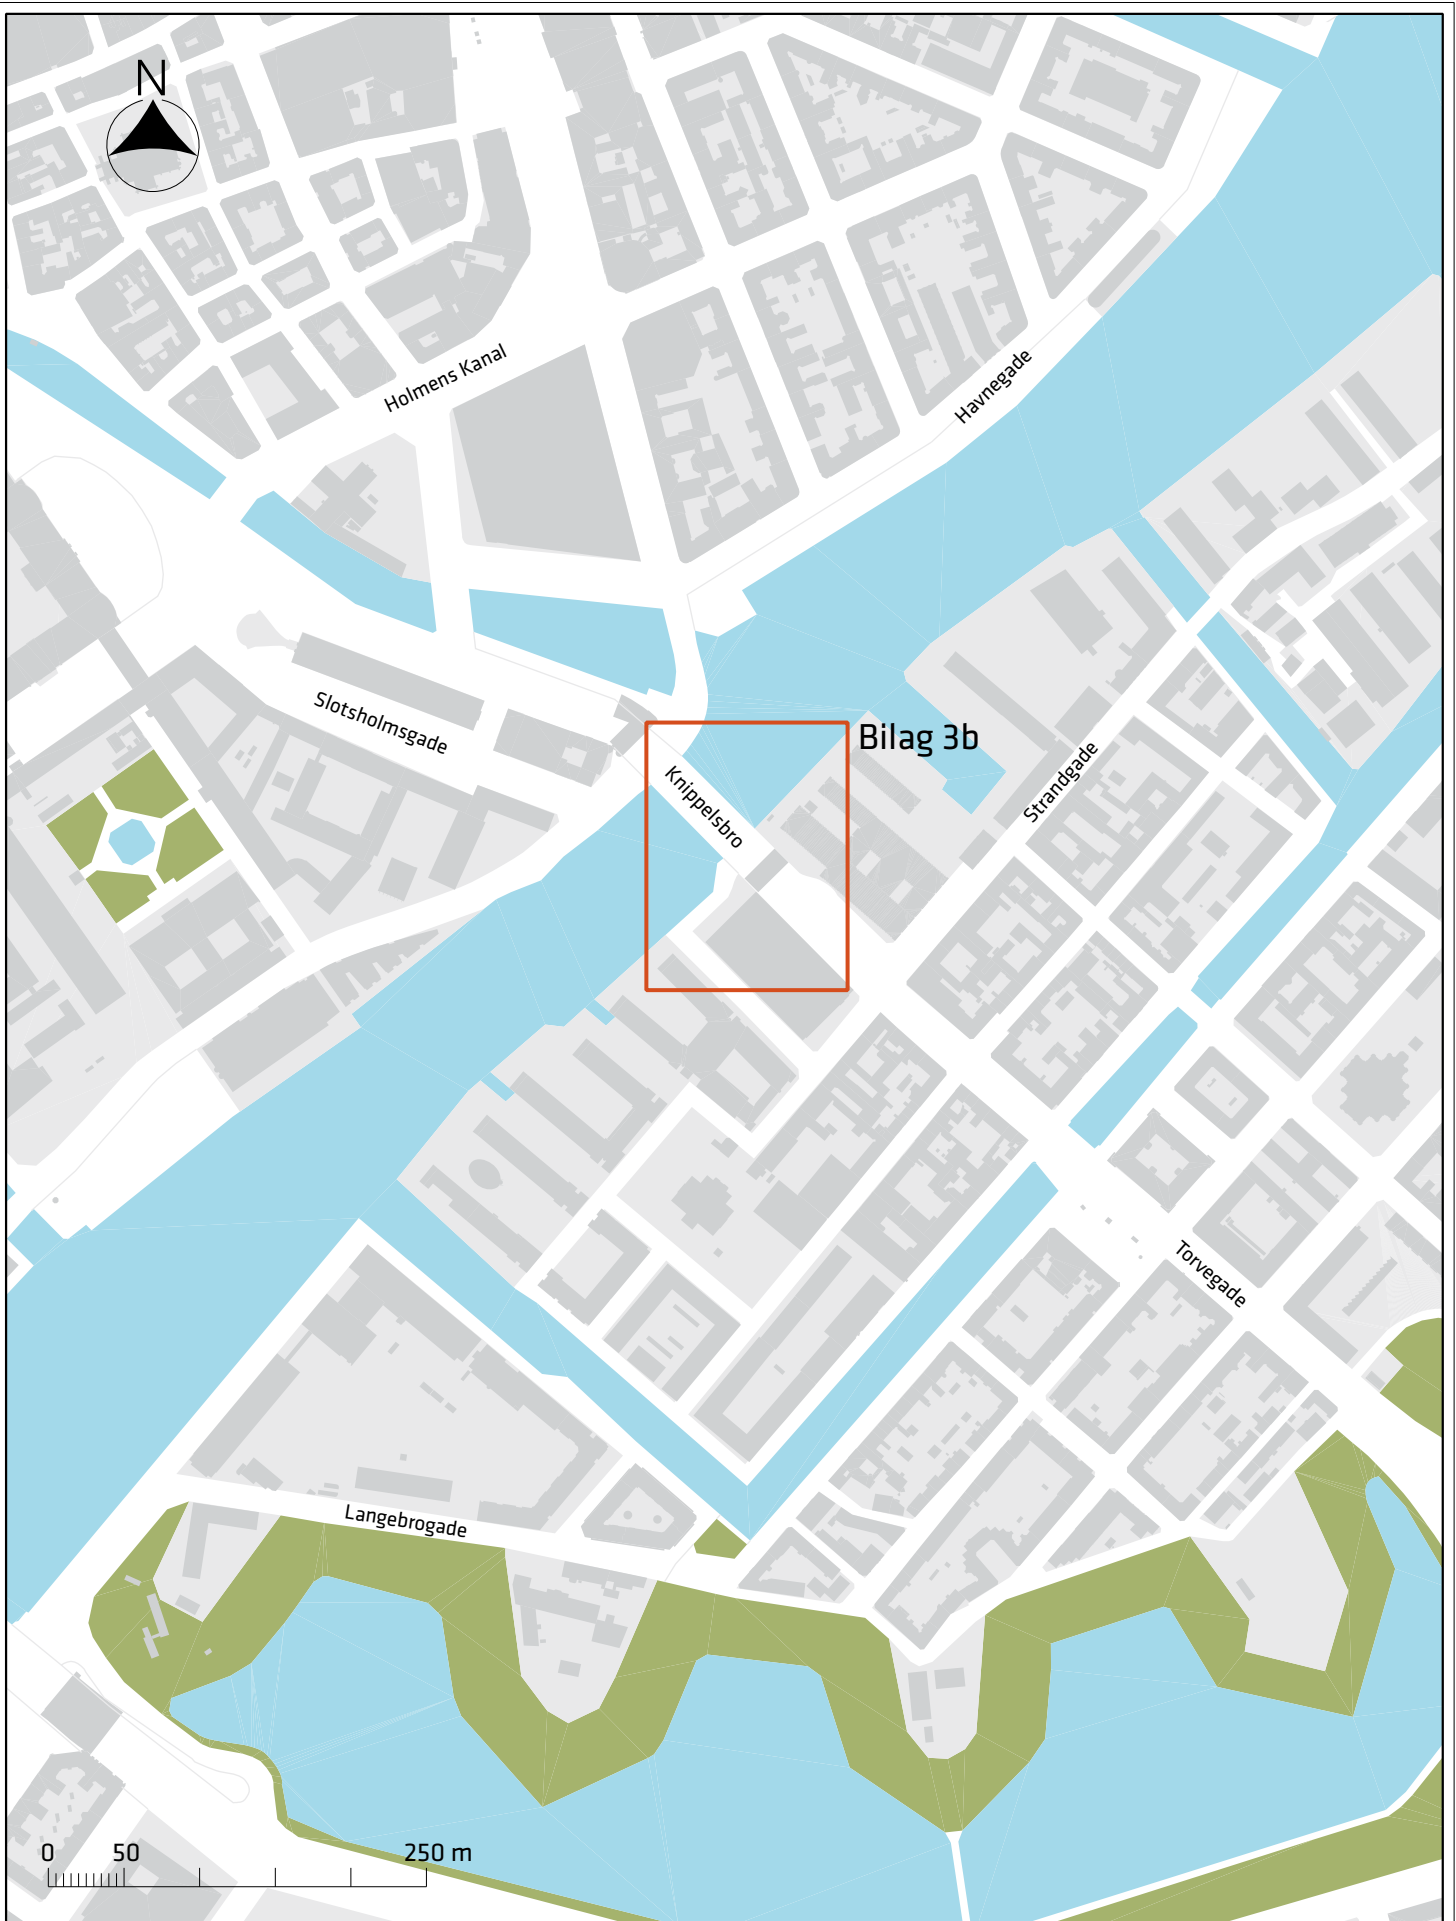 N
Holmens Kanal
Havnegade
Slotsholmsgade
Bilag 3b
Knippelsbro
Strandgade
Torvegade
Langebrogade
0 50 250 m